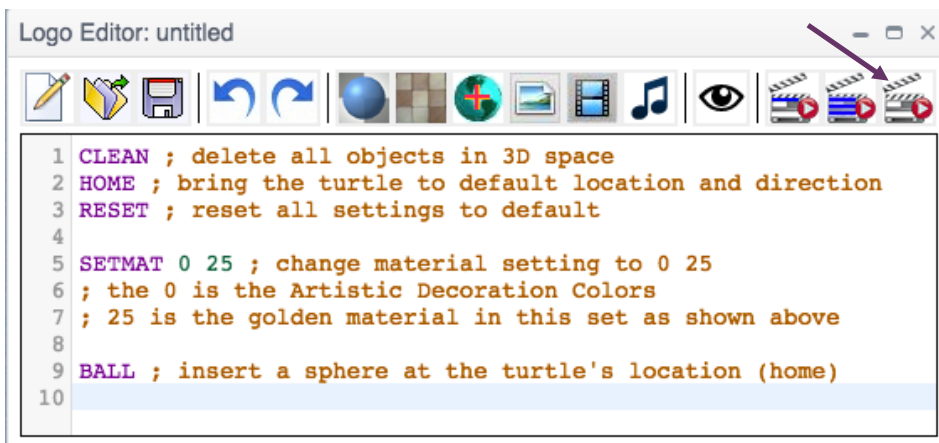 Logo Editor: untitled
1 CLEAN ; delete all objects in 3D space
2 HOME ; bring the turtle to default location and direction
3 RESET ; reset all settings to default
4
5 SETMAT 0 25 ; change material setting to 0 25
6 ; the 0 is the Artistic Decoration Colors
7 ; 25 is the golden material in this set as shown above
8
9 BALL ; insert a sphere at the turtle's location (home)
10